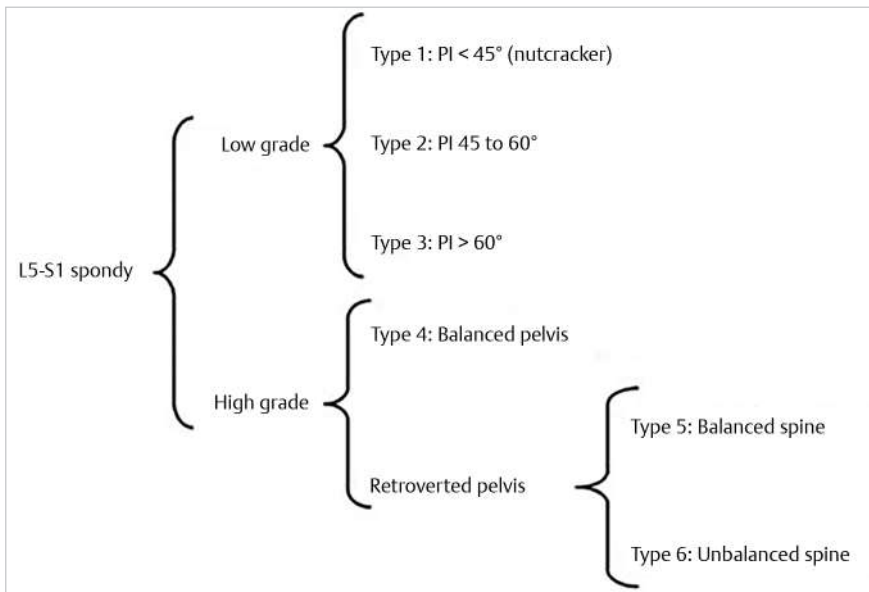 Type 1: PI < 45° (nutcracker)
Low grade
Type 2: PI 45 to 60°
Type 3: PI > 60°
L5-S1 spondy
Type 4: Balanced pelvis
High grade
Type 5: Balanced spine
Retroverted pelvis
Type 6: Unbalanced spine